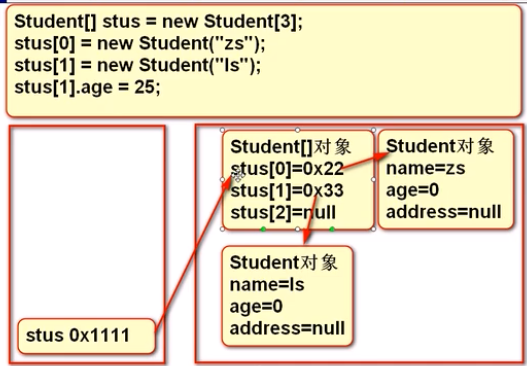 Student[] stus = new Student[3];
stus[0] = new Student("zs");
stus[1] = new Student("ls");
stus[1].age = 25;
Student[]对象
stus[0]=0x22
stus[1]=0x33
stus[2]=null
Student对象
name=zs
age=0
address=null
Student对象
name=ls
age=0
address=null
stus 0x1111